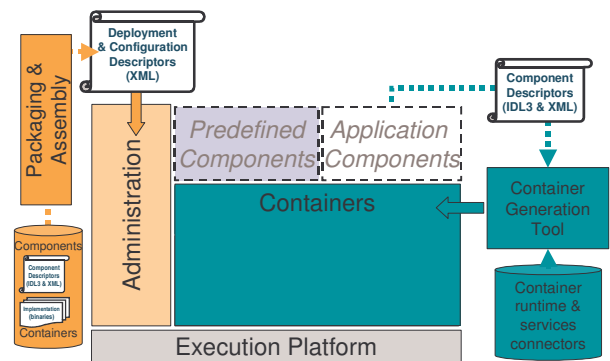 Deployment
& Configuration
Descriptors
(XML)
Packaging &
Assembly
Component
Descriptors
(IDL3 & XML)
Predefined
Components
Application
Components
Administration
Containers
Container
Generation
Tool
Components
Component
Descriptors
(IDL3 & XML)
Implementation
(binaries)
Containers
Container
runtime &
services
connectors
Execution Platform